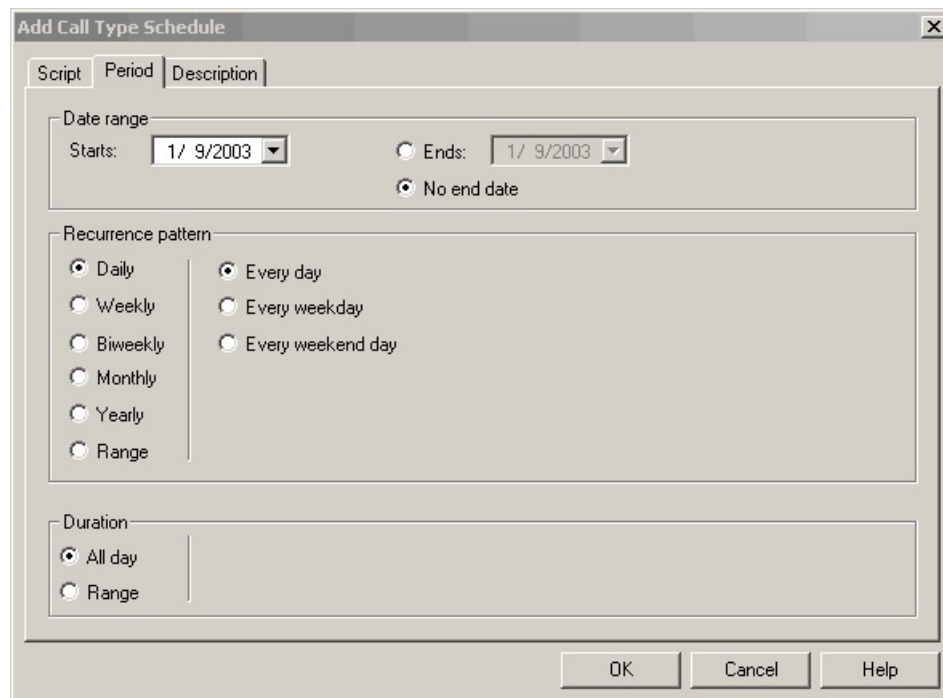 Add Call Type Schedule
Script Period Description
Date range
Starts: 1/ 9/2003 Ends: 1/ 9/2003
No end date
Recurrence pattern
Daily Every day
Weekly Every weekday
Biweekly Every weekend day
Monthly
Yearly
Range
Duration
All day
Range
OK Cancel Help